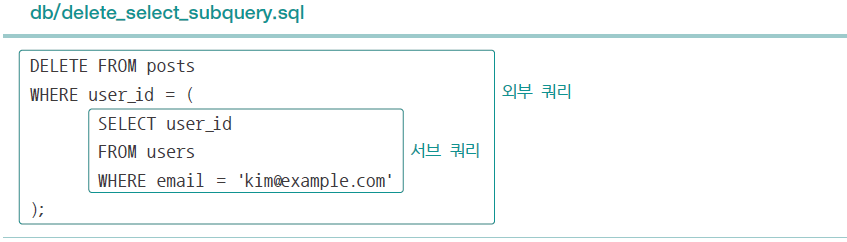 db/delete_select_subquery.sql
DELETE FROM posts
WHERE user_id = (
외부 쿼리
SELECT user_id
FROM users
서브 쿼리
WHERE email = 'kim@example.com'
);